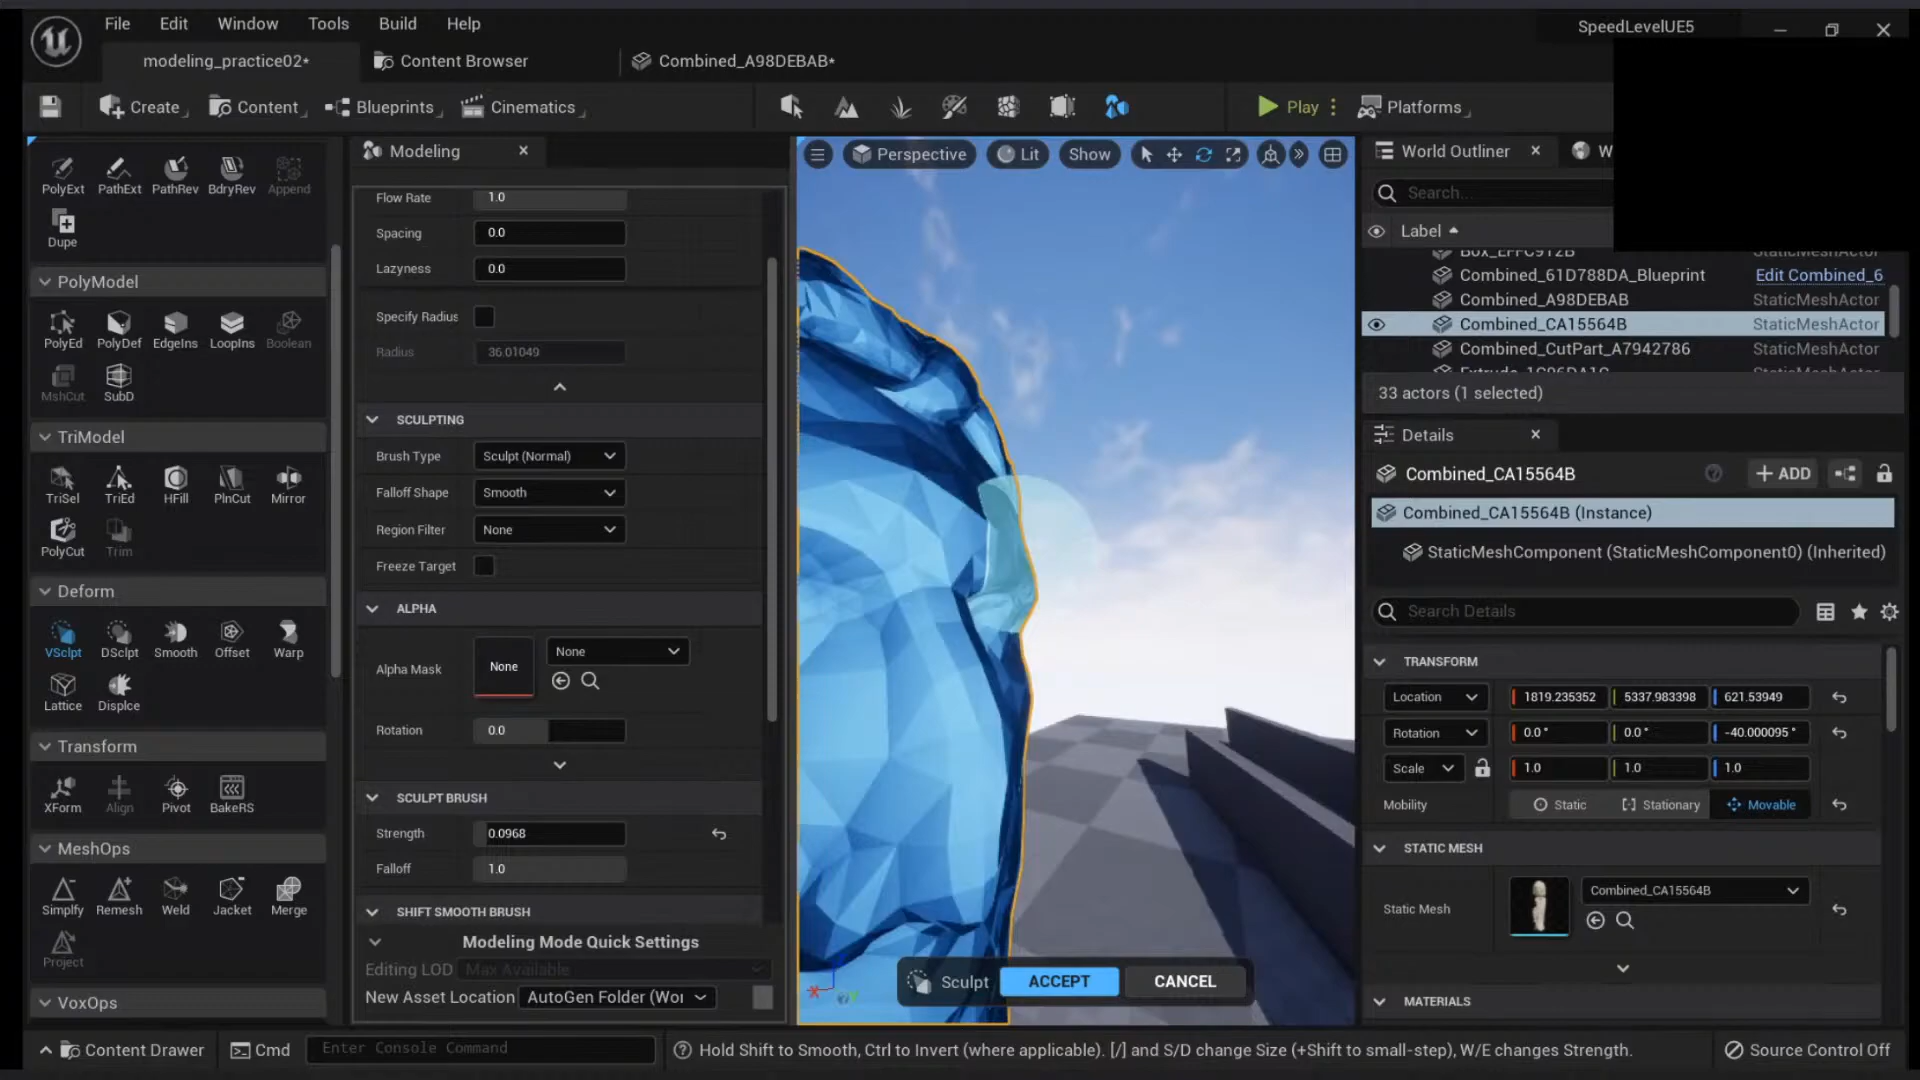 File Edit Window Tools Build Help
SpeedLevelUE5
modeling_practice02*
Content Browser
Combined_A98DEBAB*
Create
Content
Blueprints
Cinematics
Play
Platforms
PolyExt PathExt PathRev BdryRev Append
Dupe
PolyModel
PolyEd PolyDef EdgeIns LoopIns Boolean
MshCut SubD
TriModel
TriSel TriEd HFill PlnCut Mirror
PolyCut Trim
Deform
VSclpt DSclpt Smooth Offset Warp
Lattice Displce
Transform
XForm Align Pivot BakeRS
MeshOps
Simplfy Remesh Weld Jacket Merge
Project
VoxOps
Modeling
Flow Rate 1.0
Spacing 0.0
Lazyness 0.0
Specify Radius
Radius 36.01049
SCULPTING
Brush Type Sculpt (Normal)
Falloff Shape Smooth
Region Filter None
Freeze Target
ALPHA
Alpha Mask None None
Rotation 0.0
SCULPT BRUSH
Strength 0.0968
Falloff 1.0
SHIFT SMOOTH BRUSH
Modeling Mode Quick Settings
Editing LOD Max Available
New Asset Location AutoGen Folder (Wor
Perspective Lit Show
Sculpt ACCEPT CANCEL
World Outliner W
Search...
Label
Box_EFFC912B StaticMeshActor
Combined_61D788DA_Blueprint Edit Combined_6
Combined_A98DEBAB StaticMeshActor
Combined_CA15564B StaticMeshActor
Combined_CutPart_A7942786 StaticMeshActor
33 actors (1 selected)
Details
Combined_CA15564B ADD
Combined_CA15564B (Instance)
StaticMeshComponent (StaticMeshComponent0) (Inherited)
Search Details
TRANSFORM
Location 1819.235352 5337.983398 621.53949
Rotation 0.0° 0.0° -40.000095°
Scale 1.0 1.0 1.0
Mobility Static Stationary Movable
STATIC MESH
Static Mesh Combined_CA15564B
MATERIALS
Content Drawer
Cmd
Enter Console Command
Hold Shift to Smooth, Ctrl to Invert (where applicable). [/] and S/D change Size (+Shift to small-step), W/E changes Strength.
Source Control Off